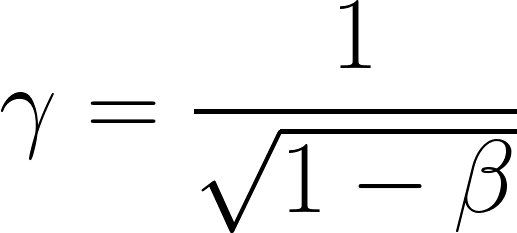 γ = 1 / √(1 − β)